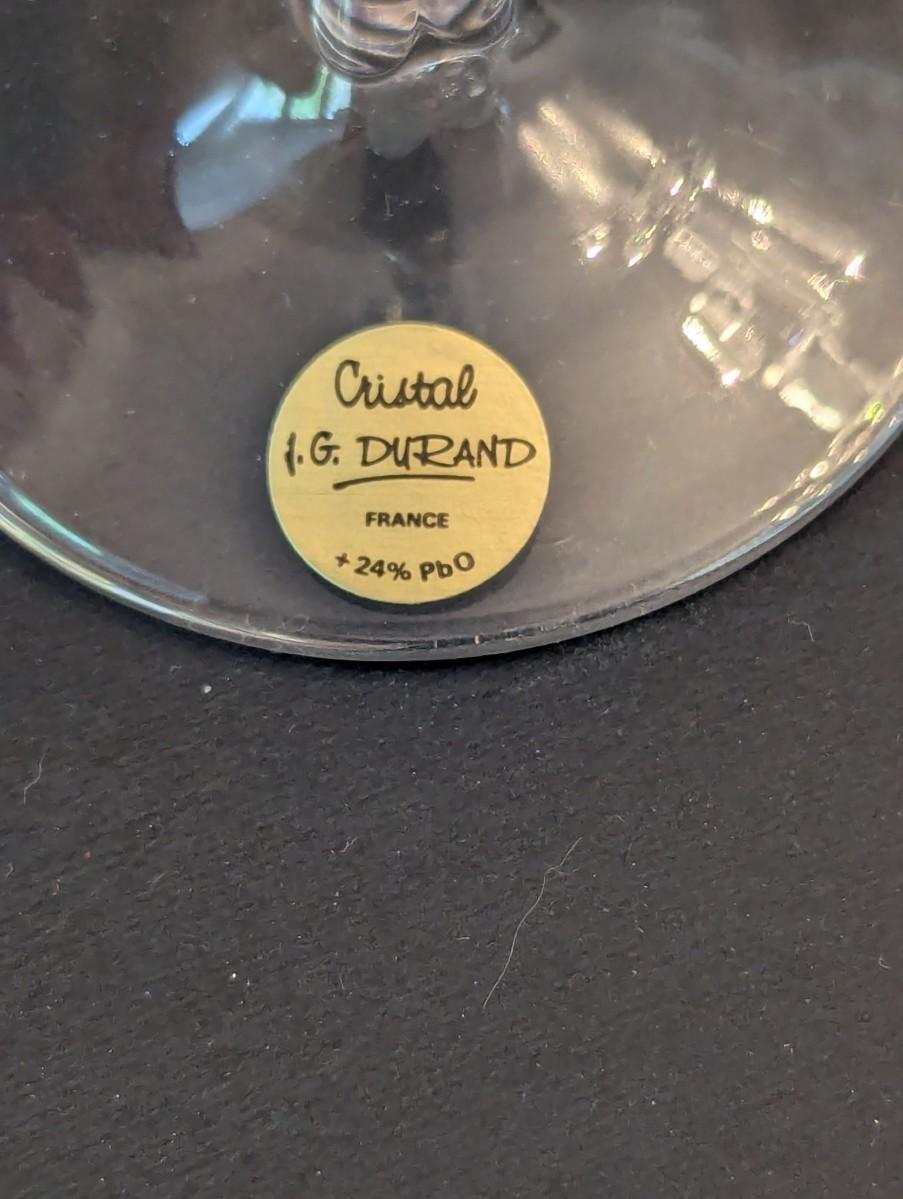 Cristal
J.G. DURAND
FRANCE
+24% PbO